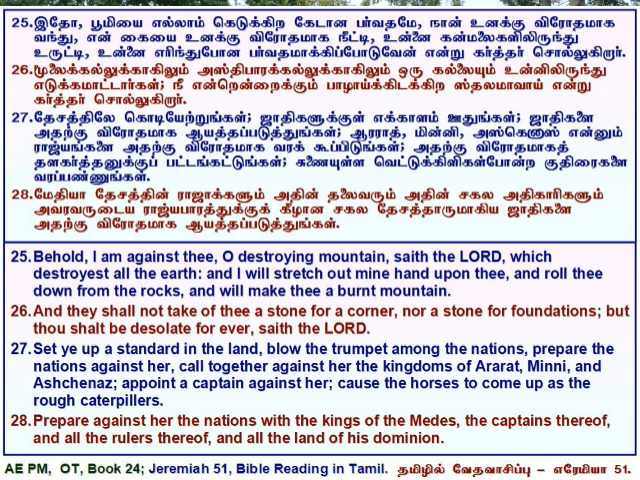 25.இதோ, பூமியை எல்லாம் கெடுக்கிற கேடான பர்வதமே, நான் உனக்கு விரோதமாக
வந்து, என் கையை உனக்கு விரோதமாக நீட்டி, உன்னை கன்மலைகளிலிருந்து
உருட்டி, உன்னை எரிந்துபோன பர்வதமாக்கிப்போடுவேன் என்று கர்த்தர் சொல்லுகிறார்.
26.மூலைக்கல்லுக்காகிலும் அஸ்திபாரக்கல்லுக்காகிலும் ஒரு கல்லையும் உன்னிலிருந்து
எடுக்கமாட்டார்கள்; நீ என்றென்றைக்கும் பாழாய்க்கிடக்கிற ஸ்தலமாவாய் என்று
கர்த்தர் சொல்லுகிறார்.
27.தேசத்திலே கொடியேற்றுங்கள்; ஜாதிகளுக்குள் எக்காளம் ஊதுங்கள்; ஜாதிகளை
அதற்கு விரோதமாக ஆயத்தப்படுத்துங்கள்; ஆரராத், மின்னி, அஸ்கெனாஸ் என்னும்
ராஜ்யங்களை அதற்கு விரோதமாக வரக் கூப்பிடுங்கள்; அதற்கு விரோதமாகத்
தளகர்த்தனுக்குப் பட்டங்கட்டுங்கள்; சுணையுள்ள வெட்டுக்கிளிகள்போன்ற குதிரைகளை
வரப்பண்ணுங்கள்.
28.மேதியா தேசத்தின் ராஜாக்களும் அதின் தலைவரும் அதின் சகல அதிகாரிகளும்
அவரவருடைய ராஜ்யபாரத்துக்குக் கீழான சகல தேசத்தாருமாகிய ஜாதிகளை
அதற்கு விரோதமாக ஆயத்தப்படுத்துங்கள்.
25.Behold, I am against thee, O destroying mountain, saith the LORD, which
destroyest all the earth: and I will stretch out mine hand upon thee, and roll thee
down from the rocks, and will make thee a burnt mountain.
26.And they shall not take of thee a stone for a corner, nor a stone for foundations; but
thou shalt be desolate for ever, saith the LORD.
27.Set ye up a standard in the land, blow the trumpet among the nations, prepare the
nations against her, call together against her the kingdoms of Ararat, Minni, and
Ashchenaz; appoint a captain against her; cause the horses to come up as the
rough caterpillers.
28.Prepare against her the nations with the kings of the Medes, the captains thereof,
and all the rulers thereof, and all the land of his dominion.
AE PM, OT, Book 24; Jeremiah 51, Bible Reading in Tamil. தமிழில் வேதவாசிப்பு – எரேமியா 51.